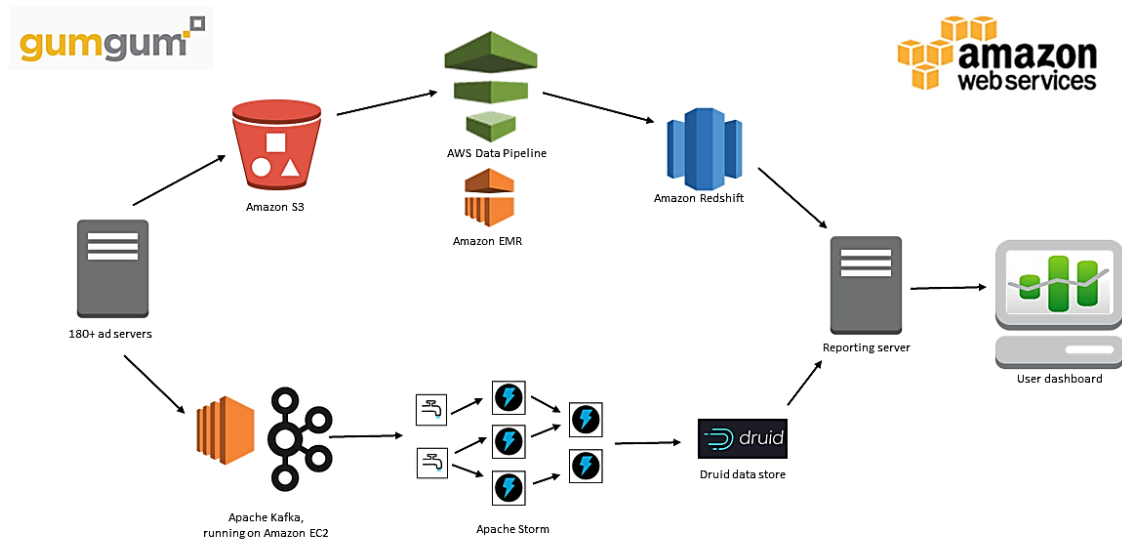 gumgum
amazon
web services
AWS Data Pipeline
Amazon S3
Amazon Redshift
Amazon EMR
180+ ad servers
Reporting server
User dashboard
druid
Druid data store
Apache Kafka,
running on Amazon EC2
Apache Storm